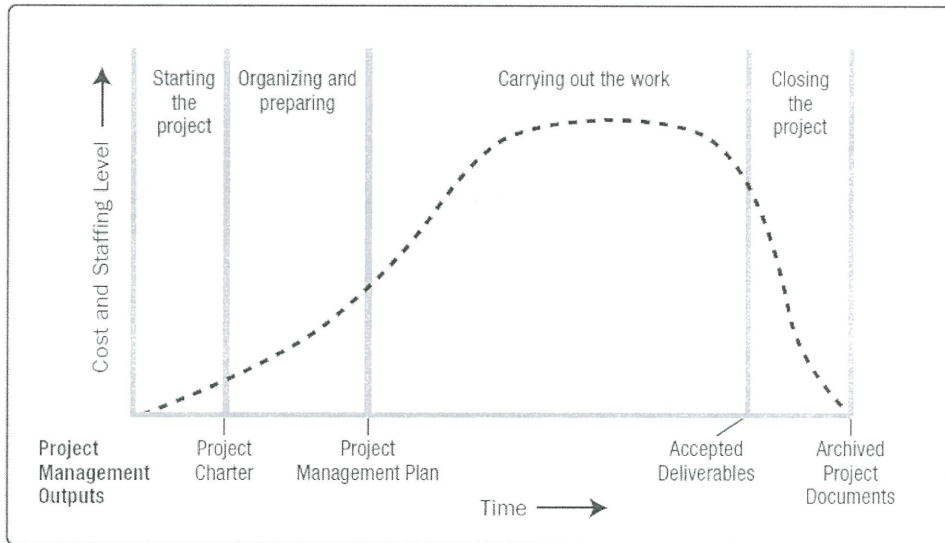 Starting
the
project
Organizing and
preparing
Carrying out the work
Closing
the
project
Cost and Staffing Level
Project
Management
Outputs
Project
Charter
Project
Management Plan
Accepted
Deliverables
Archived
Project
Documents
Time